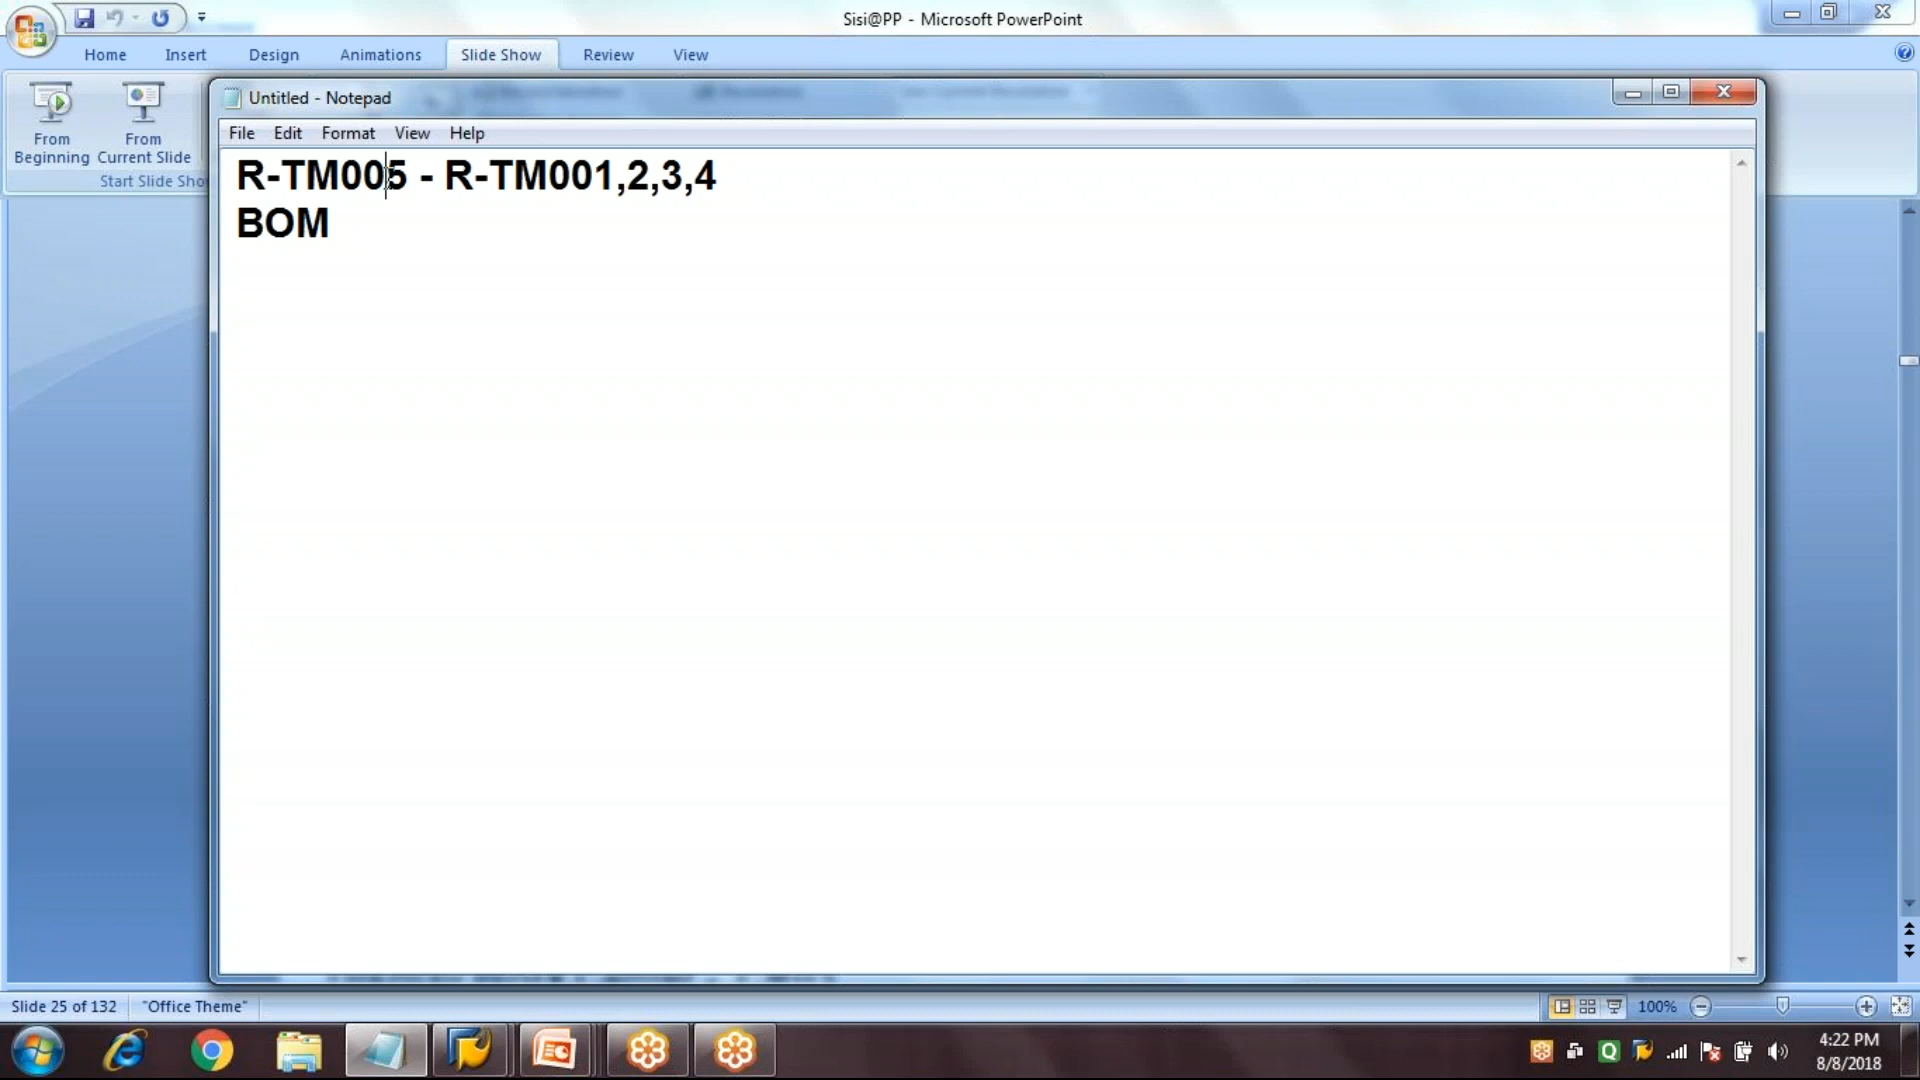 Sisi@PP - Microsoft PowerPoint
Home Insert Design Animations Slide Show Review View
From Beginning
From Current Slide
Start Slide Sho
Untitled - Notepad
File Edit Format View Help
R-TM005 - R-TM001,2,3,4
BOM
Slide 25 of 132 "Office Theme" 100%
4:22 PM
8/8/2018